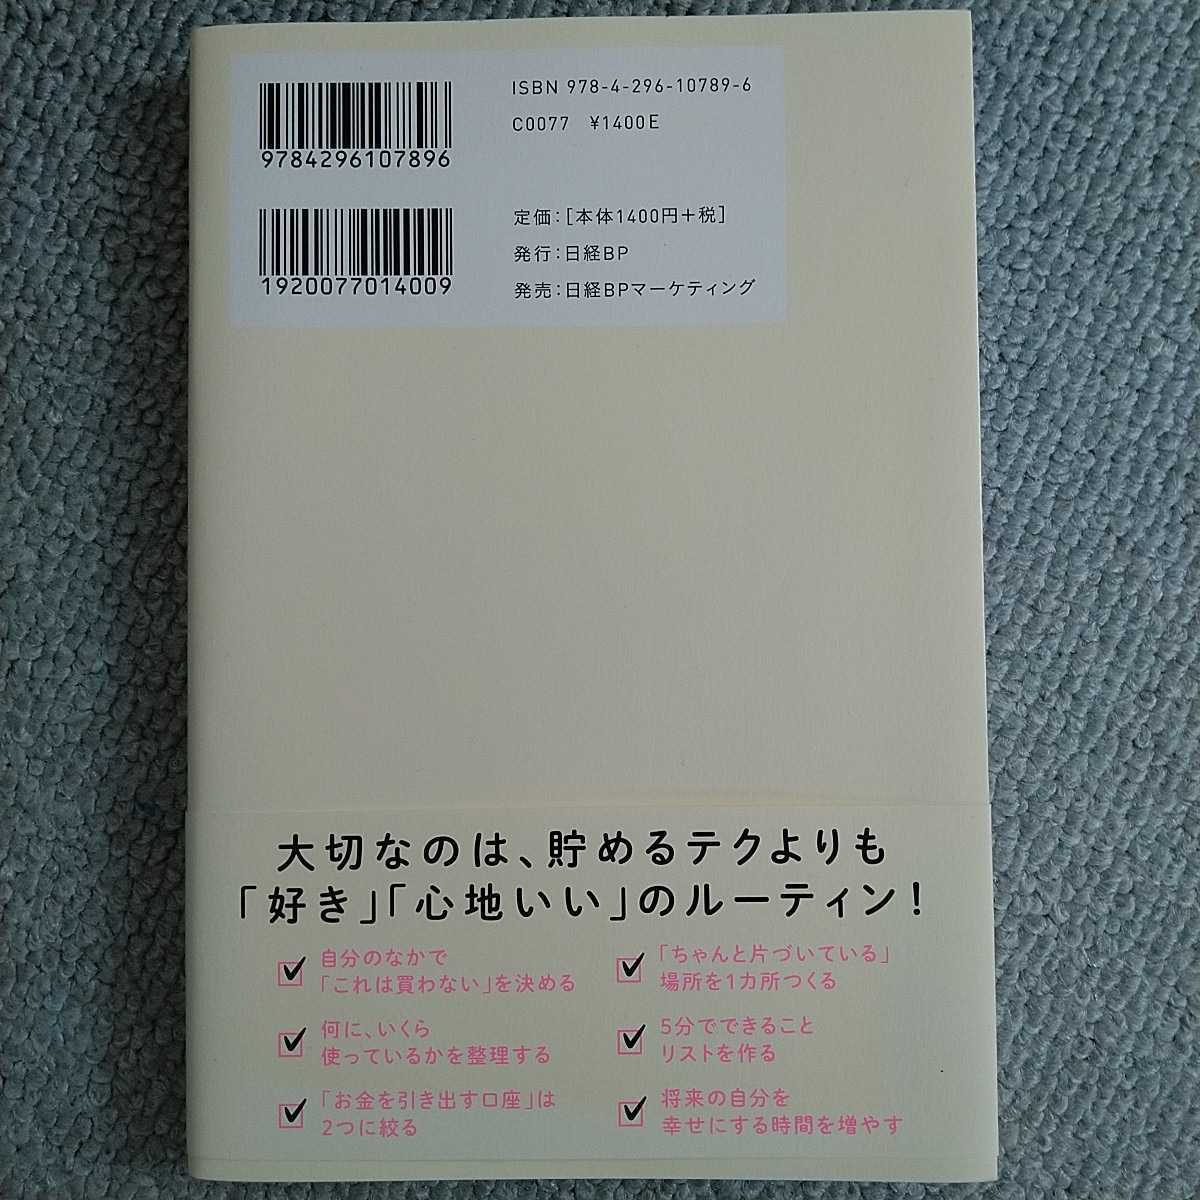 ISBN 978-4-296-10789-6
C0077 ¥1400E
9784296107896
1920077014009
定価:[本体1400円+税]
発行:日経BP
発売:日経BPマーケティング
大切なのは、貯めるテクよりも
「好き」「心地いい」のルーティン!
自分のなかで
「これは買わない」を決める
何に、いくら
使っているかを整理する
「お金を引き出す口座」は
2つに絞る
「ちゃんと片づいている」
場所を1カ所つくる
5分でできること
リストを作る
将来の自分を
幸せにする時間を増やす